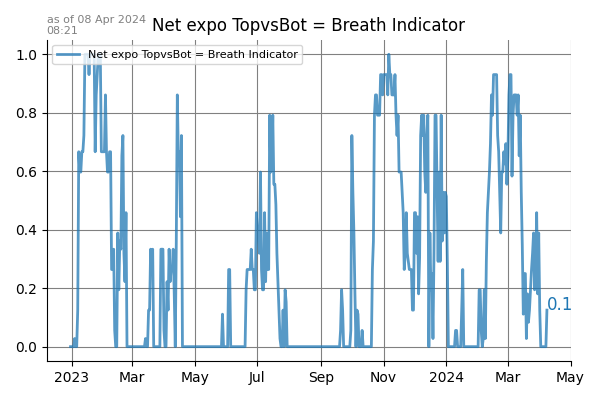 as of 08 Apr 2024
08:21
Net expo TopvsBot = Breath Indicator
Net expo TopvsBot = Breath Indicator
1.0
0.8
0.6
0.4
0.2
0.0
0.1
2023 Mar May Jul Sep Nov 2024 Mar May